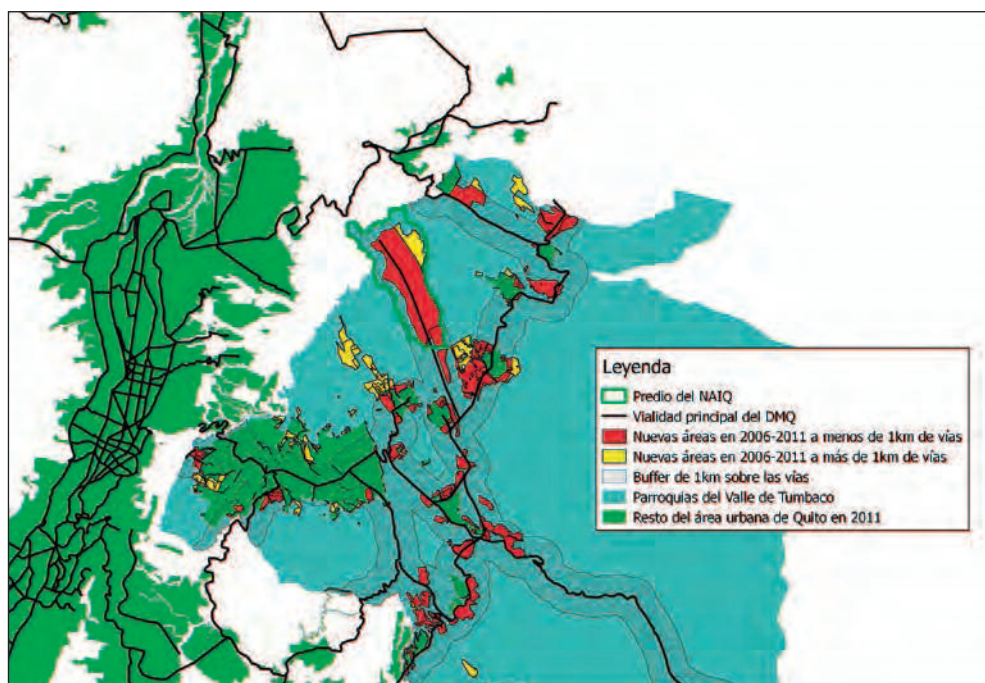 Leyenda
Predio del NAIQ
Vialidad principal del DMQ
Nuevas áreas en 2006-2011 a menos de 1km de vías
Nuevas áreas en 2006-2011 a más de 1km de vías
Buffer de 1km sobre las vías
Parroquias del Valle de Tumbaco
Resto del área urbana de Quito en 2011